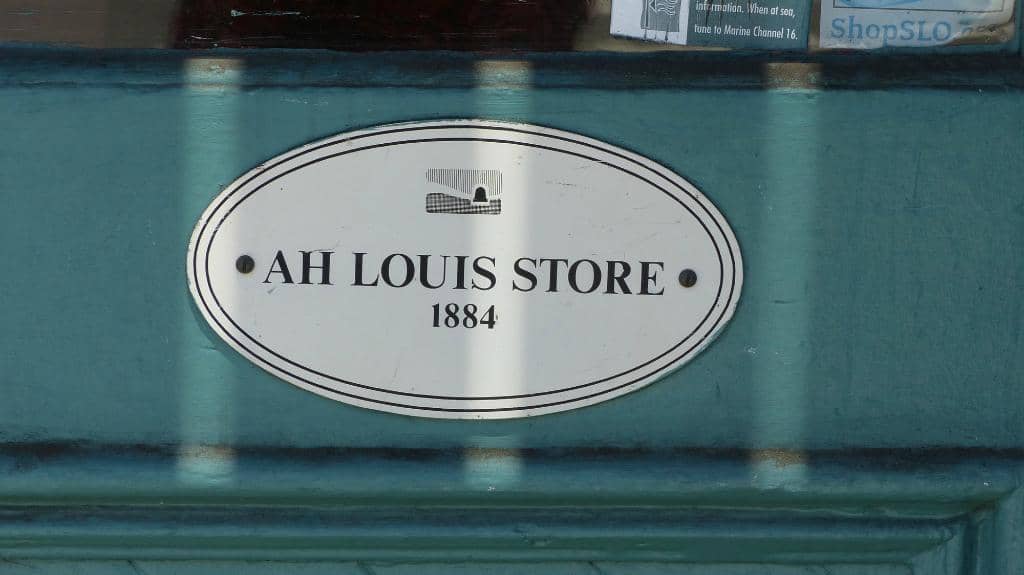 information. When at sea,
tune to Marine Channel 16.
ShopSLO
AH LOUIS STORE
1884